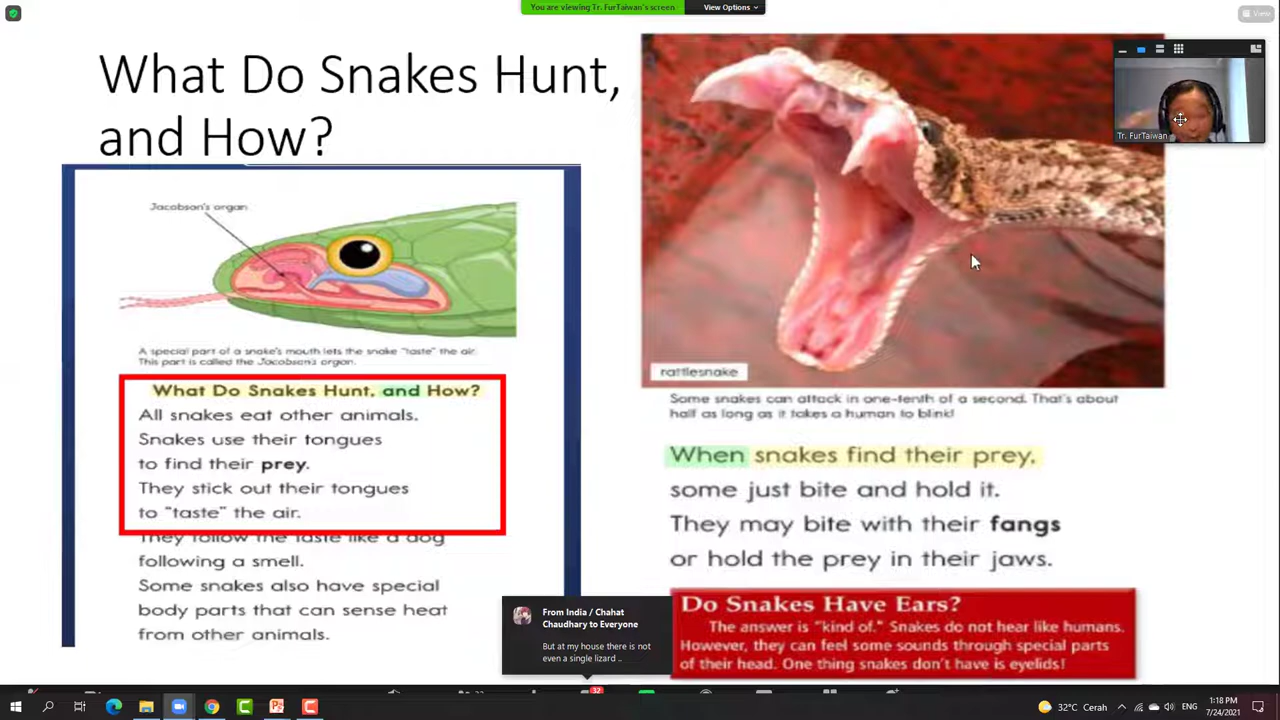 You are viewing Tr. FurTaiwan's screen
View Options
View
What Do Snakes Hunt,
and How?
Tr. FurTaiwan
Jacobson's organ
A special part of a snake's mouth lets the snake "taste" the air.
This part is called the Jacobson's organ.
What Do Snakes Hunt, and How?
All snakes eat other animals.
Snakes use their tongues
to find their prey.
They stick out their tongues
to "taste" the air.
They follow the taste like a dog
following a smell.
Some snakes also have special
body parts that can sense heat
from other animals.
rattlesnake
Some snakes can attack in one-tenth of a second. That's about
half as long as it takes a human to blink!
When snakes find their prey,
some just bite and hold it.
They may bite with their fangs
or hold the prey in their jaws.
Do Snakes Have Ears?
The answer is "kind of." Snakes do not hear like humans.
However, they can feel some sounds through special parts
of their head. One thing snakes don't have is eyelids!
From India / Chahat
Chaudhary to Everyone
But at my house there is not
even a single lizard ..
32
32°C Cerah
ENG
1:18 PM
7/24/2021